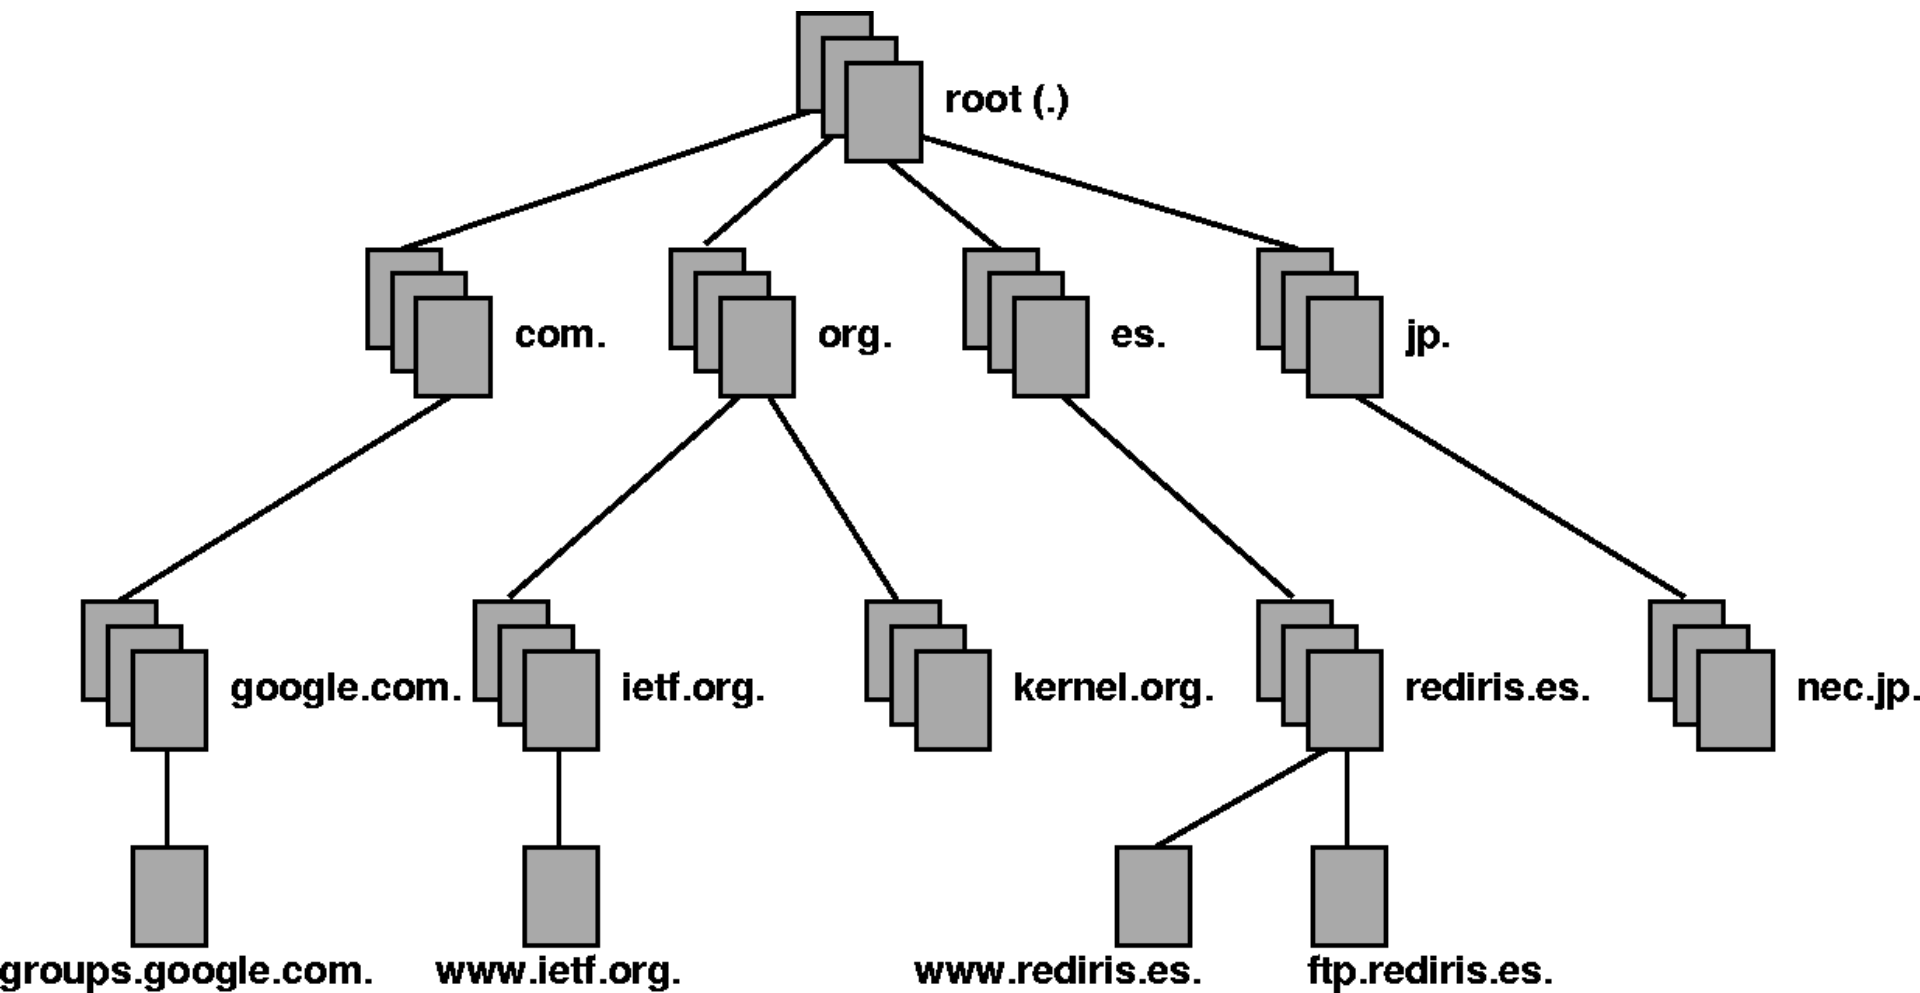 root (.)
com.
org.
es.
jp.
google.com.
ietf.org.
kernel.org.
rediris.es.
nec.jp.
groups.google.com.
www.ietf.org.
www.rediris.es.
ftp.rediris.es.